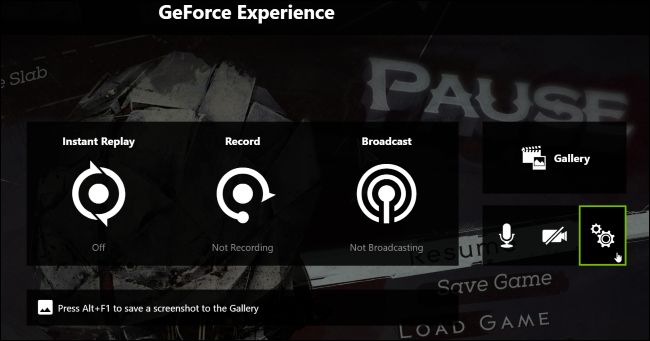 GeForce Experience
e Slab
PAUSE
Instant Replay
Record
Broadcast
Gallery
Off
Not Recording
Not Broadcasting
Resum
Save Game
Press Alt+F1 to save a screenshot to the Gallery
LOAD GAME